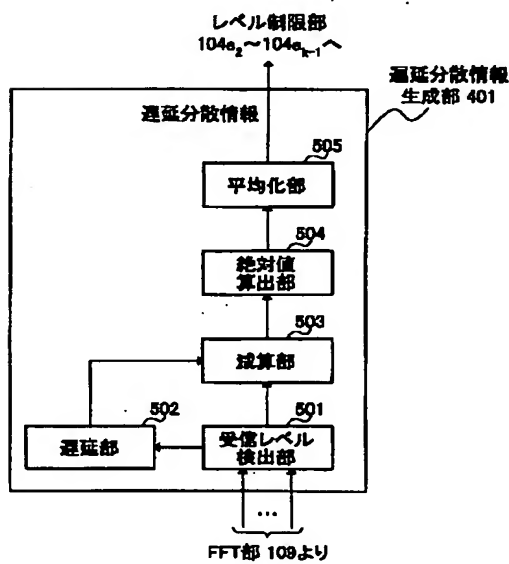 レベル制限部
104a₂～104aₖ₋₁へ
遅延分散情報
生成部 401
遅延分散情報
505
平均化部
504
絶対値
算出部
503
減算部
502
遅延部
501
受信レベル
検出部
…
FFT部 109より